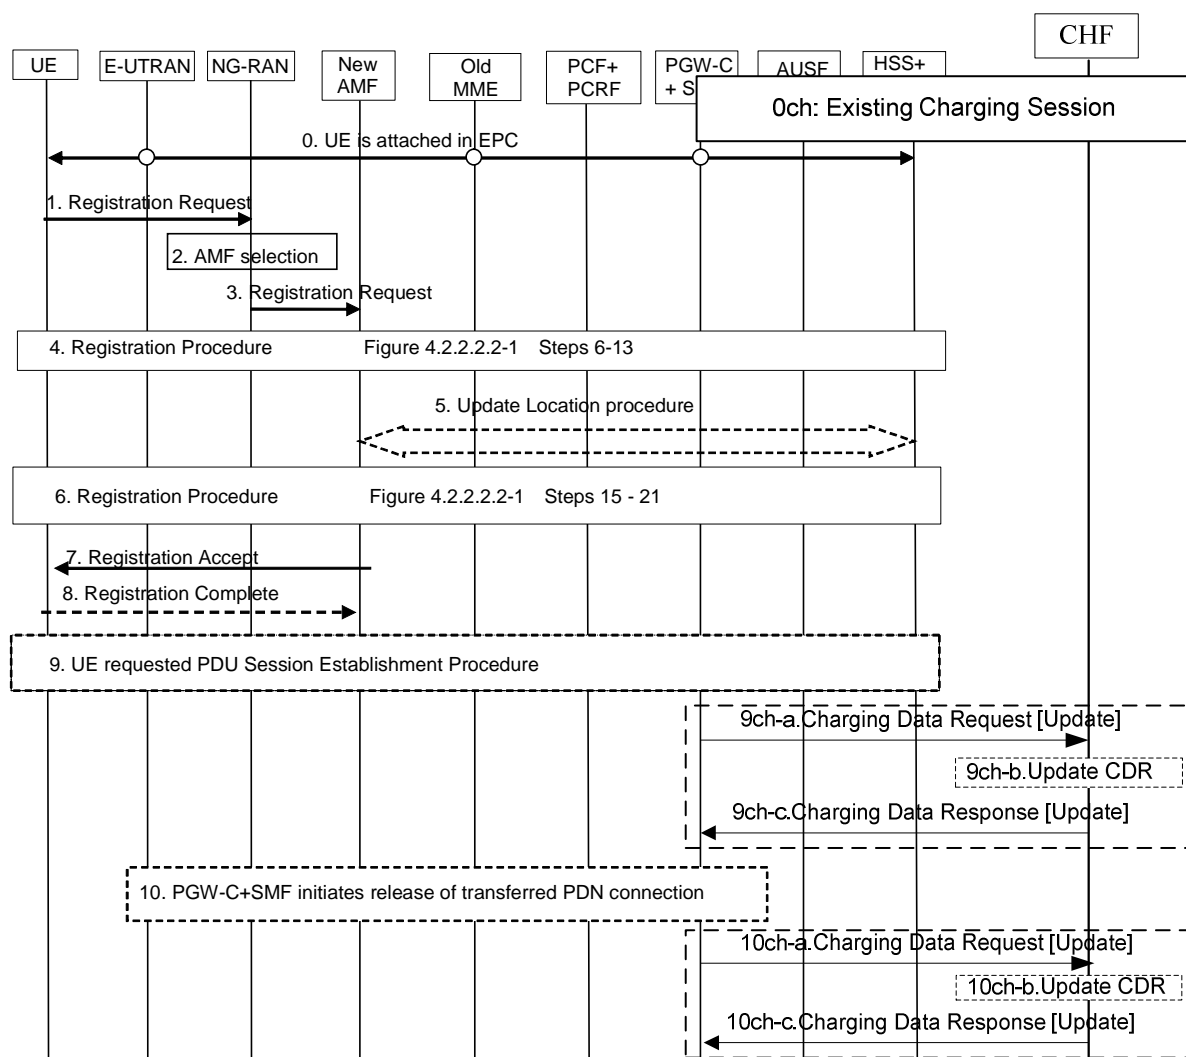 CHF
UE
E-UTRAN
NG-RAN
New
AMF
Old
MME
PCF+
PCRF
PGW-C
+ S
AUSF
HSS+
0ch: Existing Charging Session
0. UE is attached in EPC
1. Registration Request
2. AMF selection
3. Registration Request
4. Registration Procedure Figure 4.2.2.2.2-1 Steps 6-13
5. Update Location procedure
6. Registration Procedure Figure 4.2.2.2.2-1 Steps 15 - 21
7. Registration Accept
8. Registration Complete
9. UE requested PDU Session Establishment Procedure
9ch-a.Charging Data Request [Update]
9ch-b.Update CDR
9ch-c.Charging Data Response [Update]
10. PGW-C+SMF initiates release of transferred PDN connection
10ch-a.Charging Data Request [Update]
10ch-b.Update CDR
10ch-c.Charging Data Response [Update]